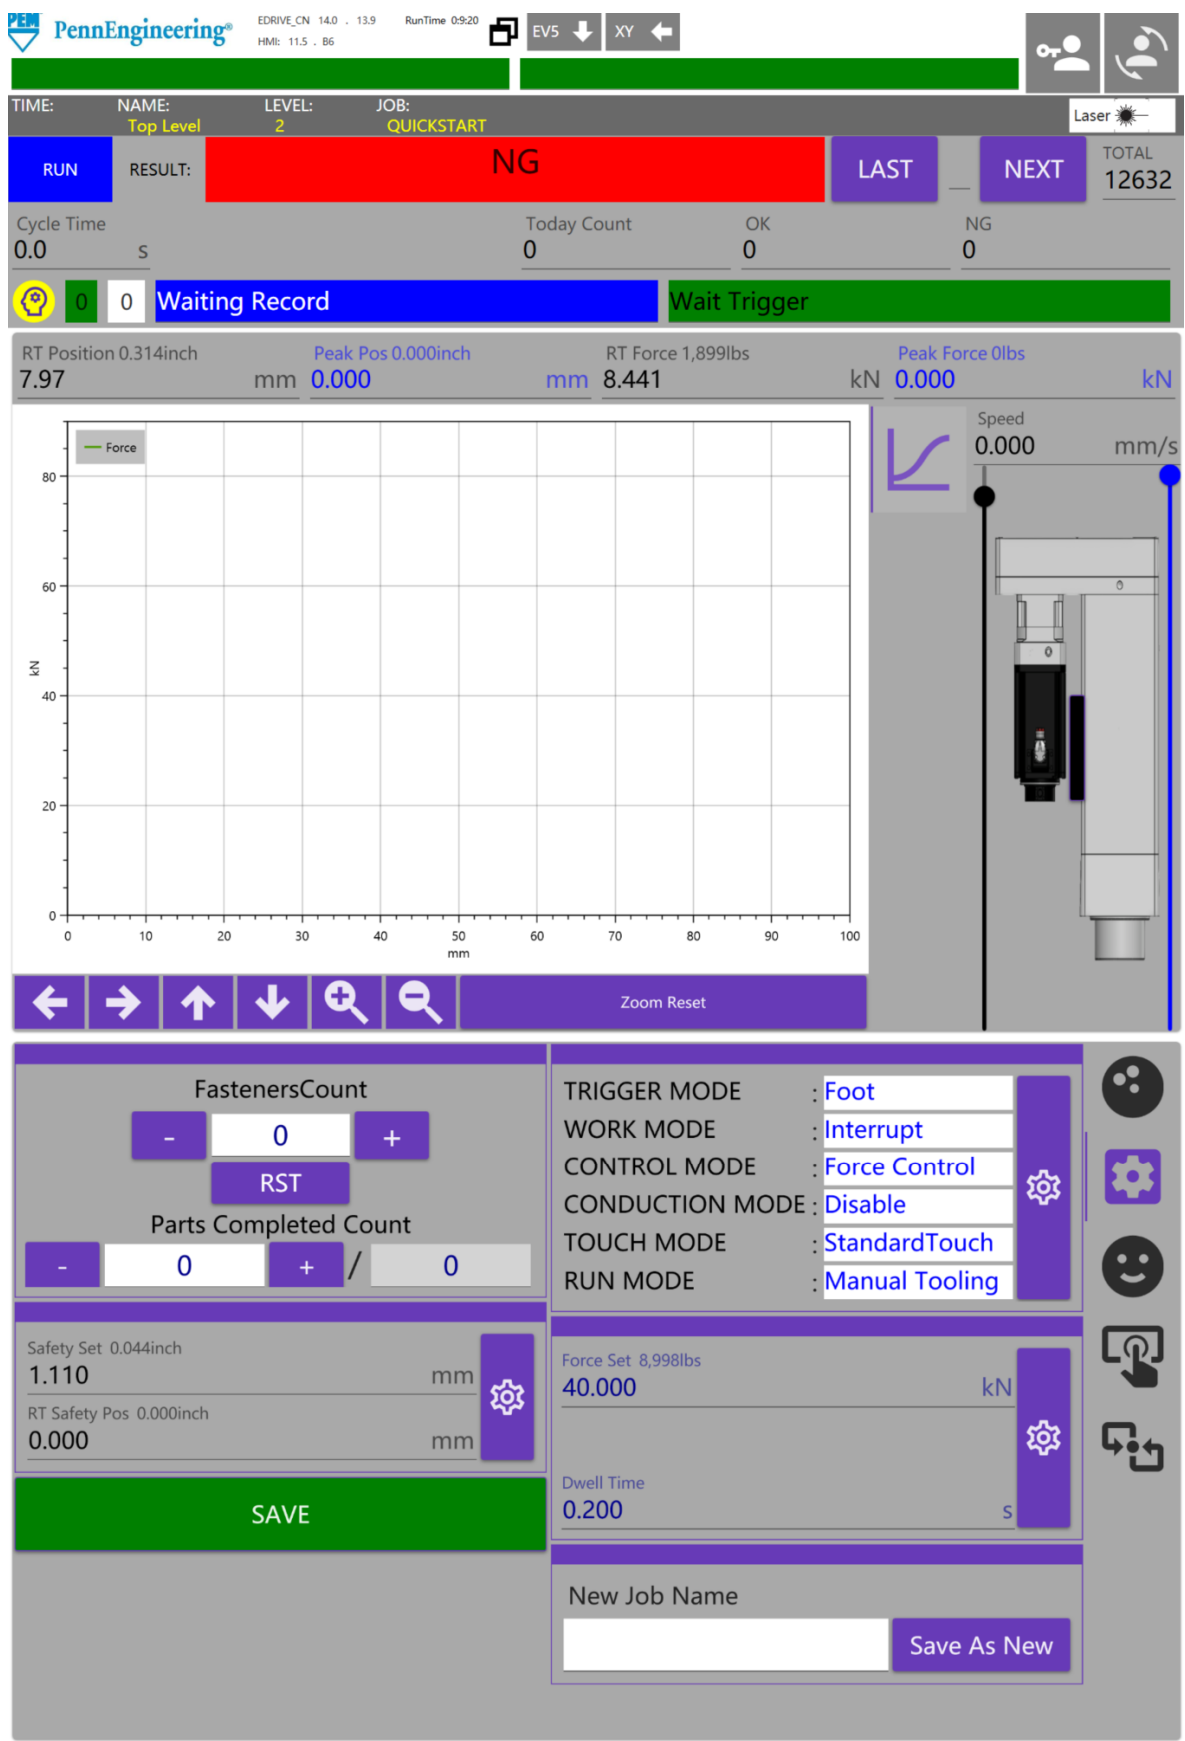 PEM PennEngineering® EDRIVE_CN 14.0 . 13.9 RunTime 0:9:20 EV5 XY
HMI: 11.5 . B6
TIME: NAME: LEVEL: JOB:
Top Level 2 QUICKSTART Laser
RUN RESULT: NG LAST _ NEXT TOTAL
12632
Cycle Time Today Count OK NG
0.0 s 0 0 0
0 0 Waiting Record Wait Trigger
RT Position 0.314inch Peak Pos 0.000inch RT Force 1,899lbs Peak Force 0lbs
7.97 mm 0.000 mm 8.441 kN 0.000 kN
Speed
0.000 mm/s
Force
80
60
kN
40
20
0
0 10 20 30 40 50 60 70 80 90 100
mm
Zoom Reset
FastenersCount
- 0 +
RST
Parts Completed Count
- 0 + / 0
TRIGGER MODE : Foot
WORK MODE : Interrupt
CONTROL MODE : Force Control
CONDUCTION MODE : Disable
TOUCH MODE : StandardTouch
RUN MODE : Manual Tooling
Safety Set 0.044inch
1.110 mm
RT Safety Pos 0.000inch
0.000 mm
Force Set 8,998lbs
40.000 kN
Dwell Time
0.200 s
SAVE
New Job Name
Save As New